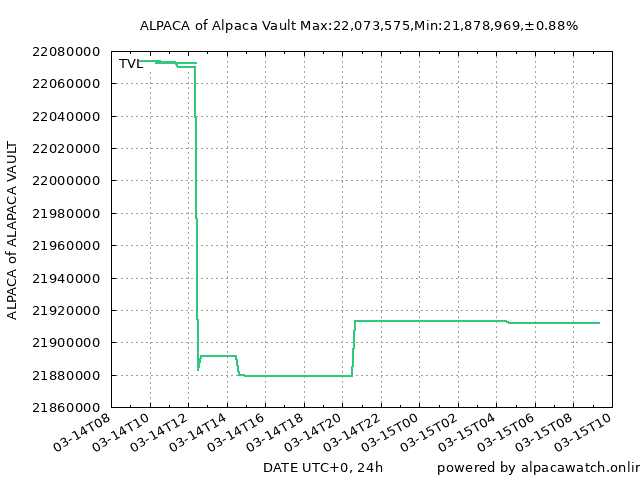 ALPACA of Alpaca Vault Max:22,073,575,Min:21,878,969,±0.88%
22080000
22060000
22040000
22020000
22000000
21980000
21960000
21940000
21920000
21900000
21880000
21860000
ALPACA of ALAPACA VAULT
TVL
03-14T08
03-14T10
03-14T12
03-14T14
03-14T16
03-14T18
03-14T20
03-14T22
03-15T00
03-15T02
03-15T04
03-15T06
03-15T08
03-15T10
DATE UTC+0, 24h
powered by alpacawatch.onlin